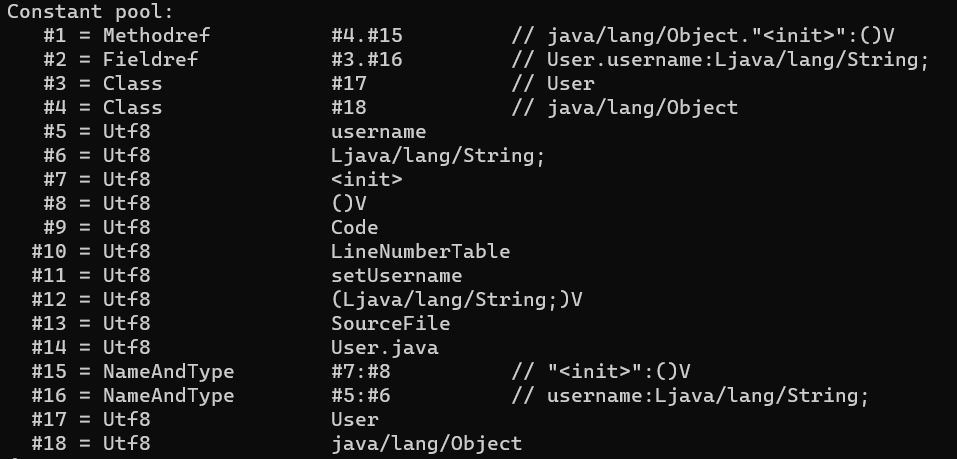 Constant pool:
   #1 = Methodref          #4.#15         // java/lang/Object."<init>":()V
   #2 = Fieldref           #3.#16         // User.username:Ljava/lang/String;
   #3 = Class              #17            // User
   #4 = Class              #18            // java/lang/Object
   #5 = Utf8               username
   #6 = Utf8               Ljava/lang/String;
   #7 = Utf8               <init>
   #8 = Utf8               ()V
   #9 = Utf8               Code
  #10 = Utf8               LineNumberTable
  #11 = Utf8               setUsername
  #12 = Utf8               (Ljava/lang/String;)V
  #13 = Utf8               SourceFile
  #14 = Utf8               User.java
  #15 = NameAndType        #7:#8          // "<init>":()V
  #16 = NameAndType        #5:#6          // username:Ljava/lang/String;
  #17 = Utf8               User
  #18 = Utf8               java/lang/Object